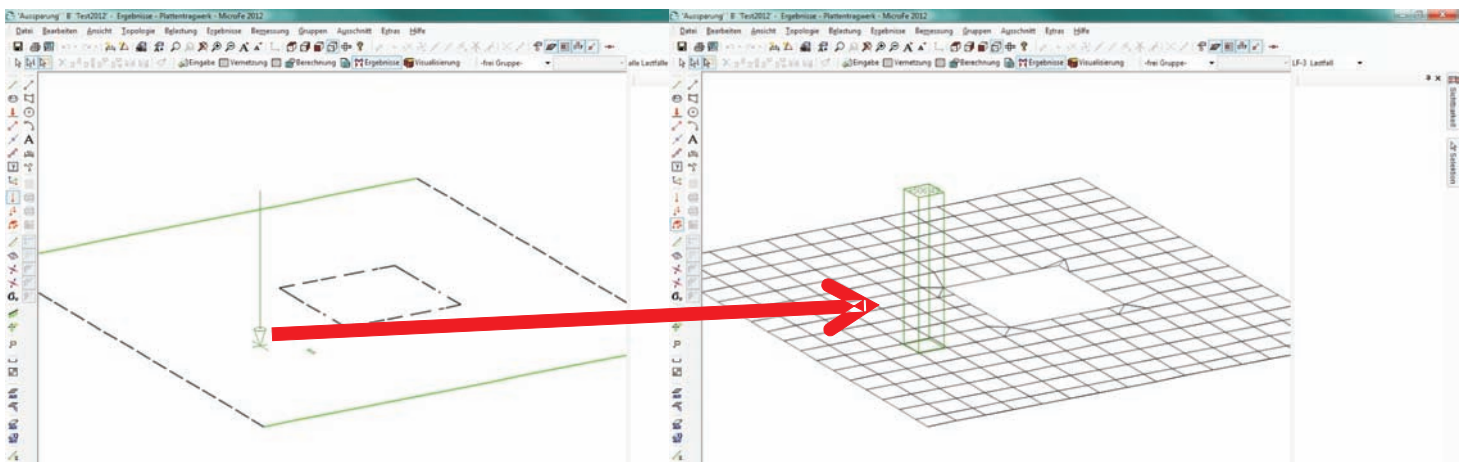 'Aussparung' 'B' 'Test2012' - Ergebnisse - Plattentragwerk - MicroFe 2012
Datei Bearbeiten Ansicht Topologie Belastung Ergebnisse Bemessung Gruppen Ausschnitt Extras Hilfe
Eingabe Vernetzung Berechnung Ergebnisse Visualisierung -frei Gruppe- alle Lastfälle
'Aussparung' 'B' 'Test2012' - Ergebnisse - Plattentragwerk - MicroFe 2012
Datei Bearbeiten Ansicht Topologie Belastung Ergebnisse Bemessung Gruppen Ausschnitt Extras Hilfe
Eingabe Vernetzung Berechnung Ergebnisse Visualisierung -frei Gruppe- LF-3 Lastfall
Sichtbarkeit
Selektion